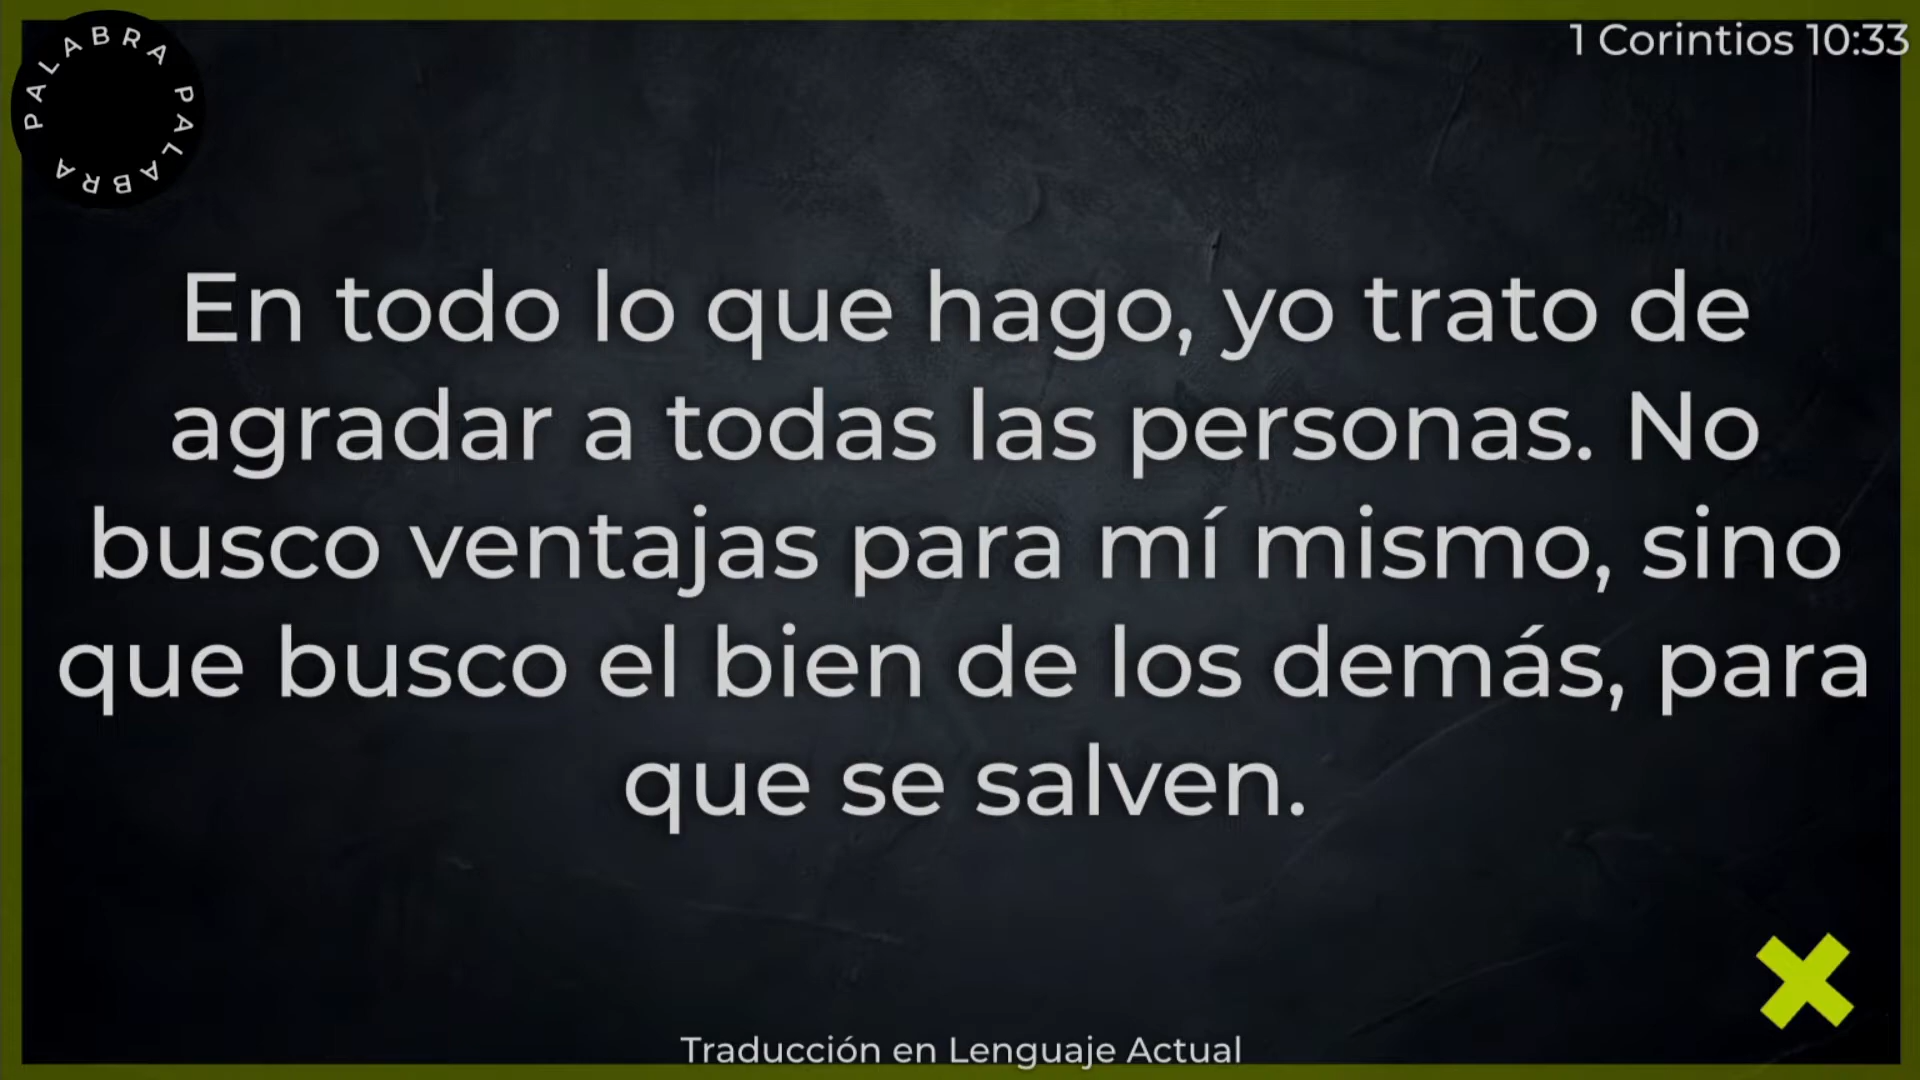 PALABRA PALABRA
1 Corintios 10:33
En todo lo que hago, yo trato de
agradar a todas las personas. No
busco ventajas para mí mismo, sino
que busco el bien de los demás, para
que se salven.
Traducción en Lenguaje Actual